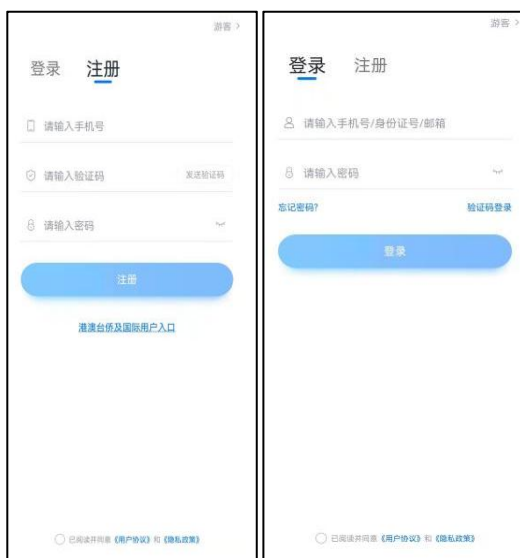 游客 >
登录 注册
请输入手机号
请输入验证码 发送验证码
请输入密码
注册
港澳台侨及国际用户入口
已阅读并同意《用户协议》和《隐私政策》
游客 >
登录 注册
请输入手机号/身份证号/邮箱
请输入密码
忘记密码? 验证码登录
登录
已阅读并同意《用户协议》和《隐私政策》